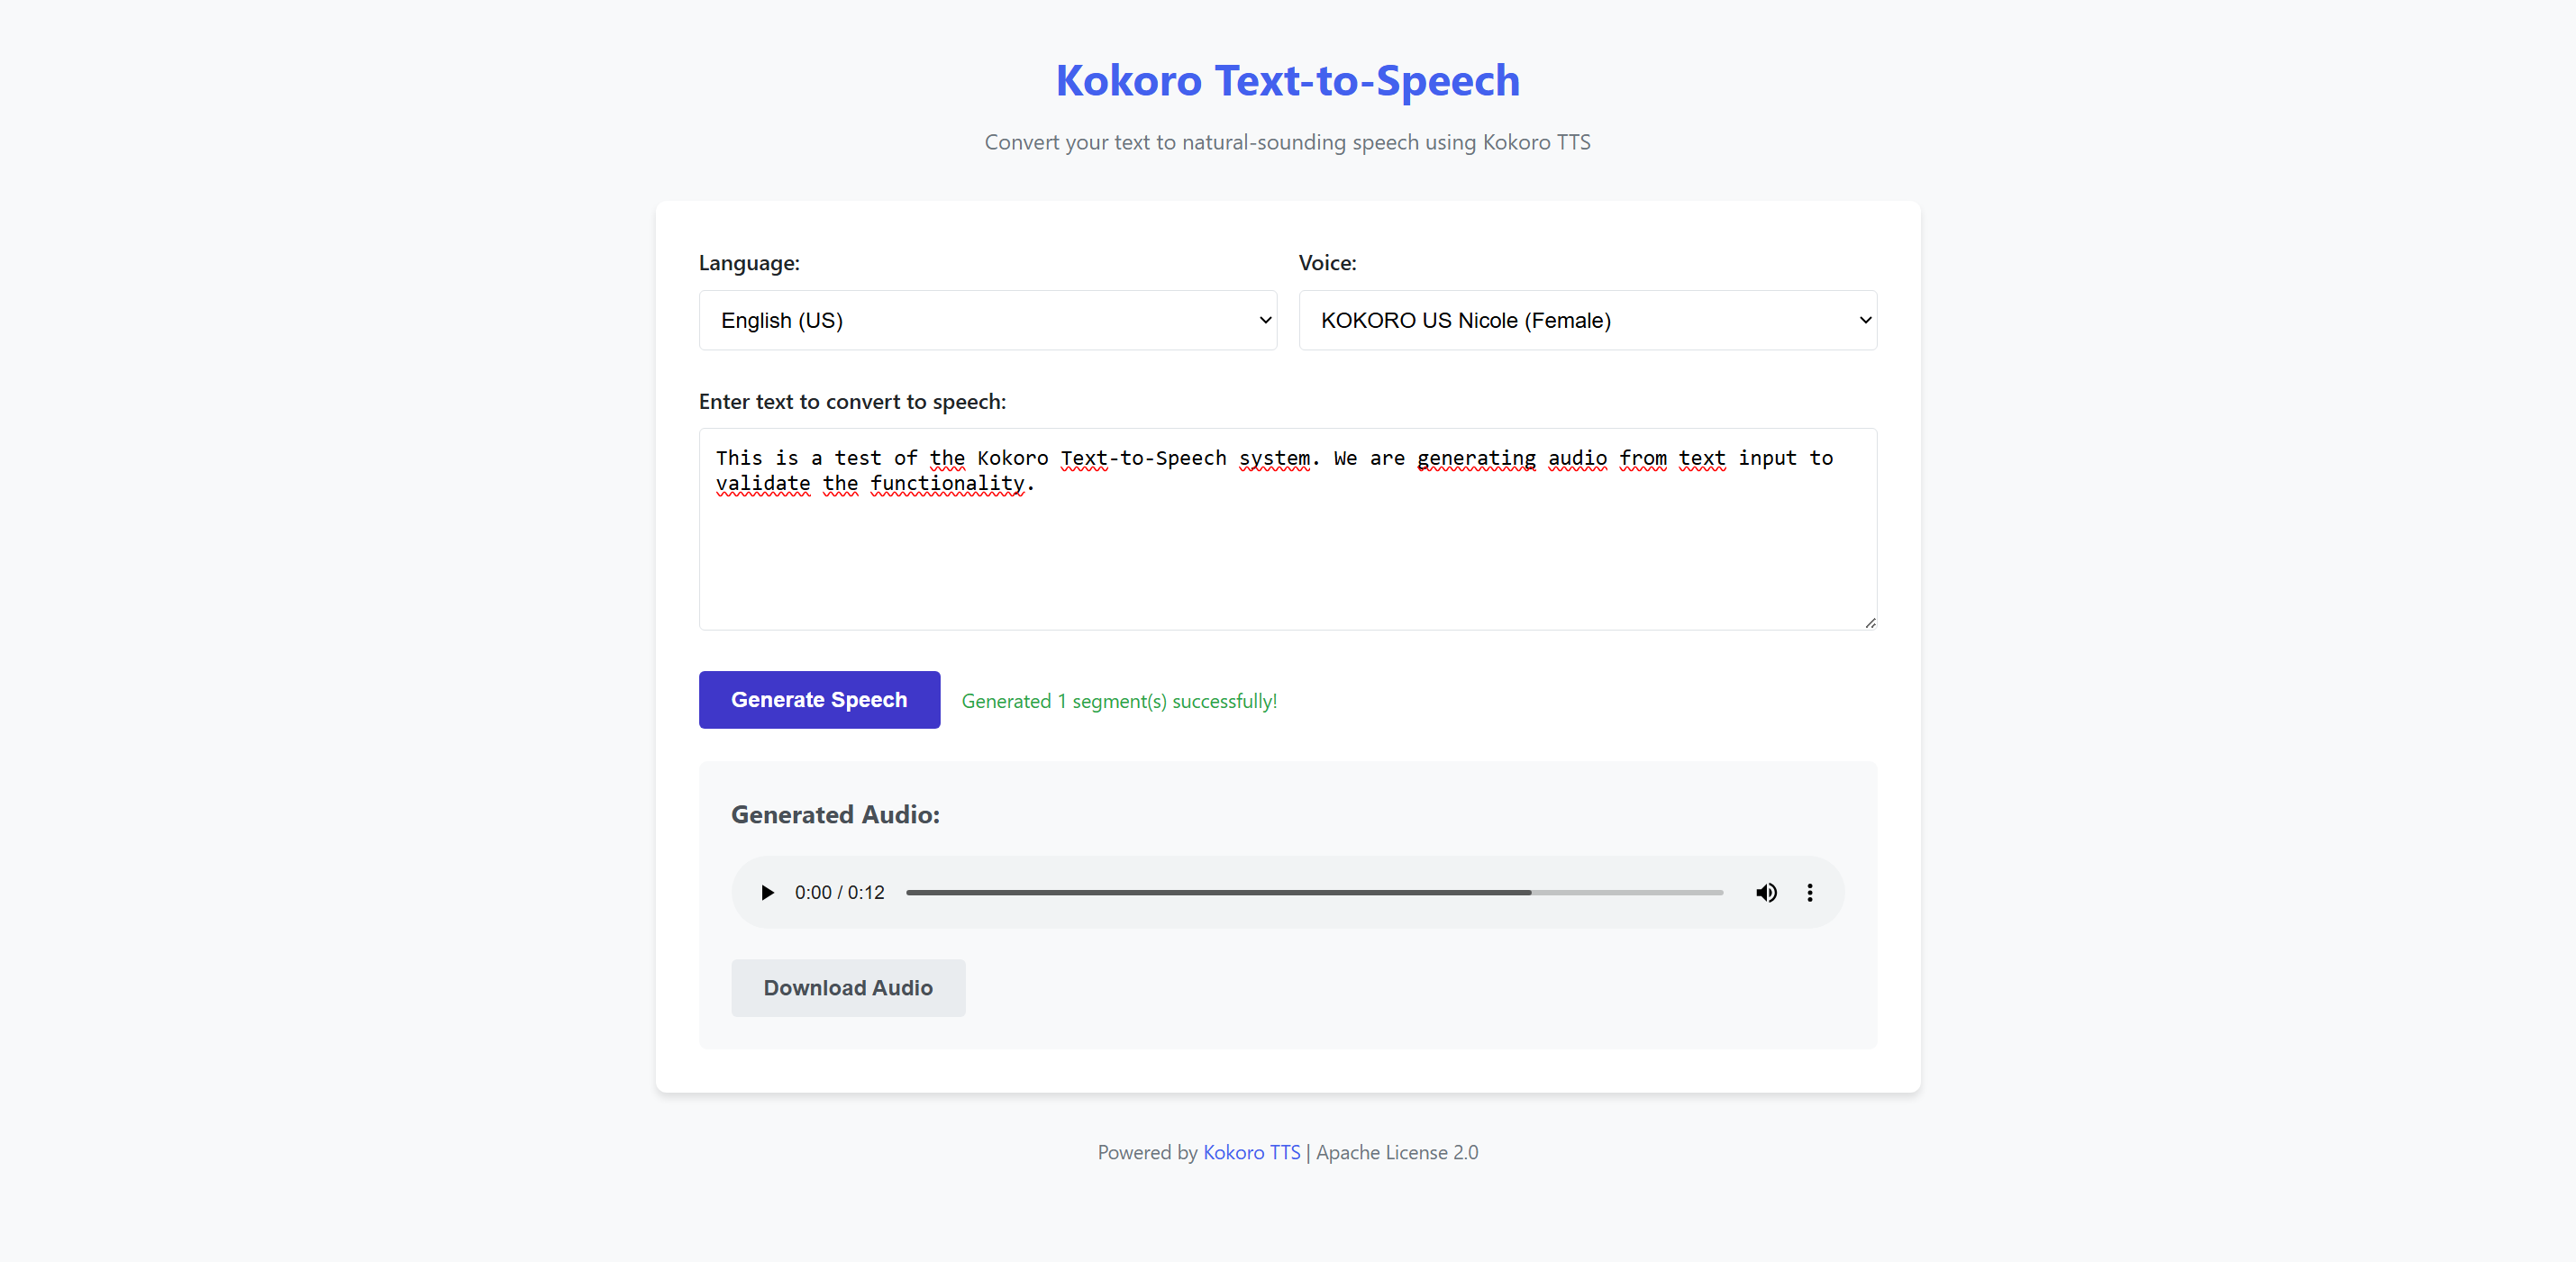 Kokoro Text-to-Speech
Convert your text to natural-sounding speech using Kokoro TTS
Language:
Voice:
English (US)
KOKORO US Nicole (Female)
Enter text to convert to speech:
This is a test of the Kokoro Text-to-Speech system. We are generating audio from text input to
validate the functionality.
Generate Speech
Generated 1 segment(s) successfully!
Generated Audio:
0:00 / 0:12
Download Audio
Powered by Kokoro TTS | Apache License 2.0